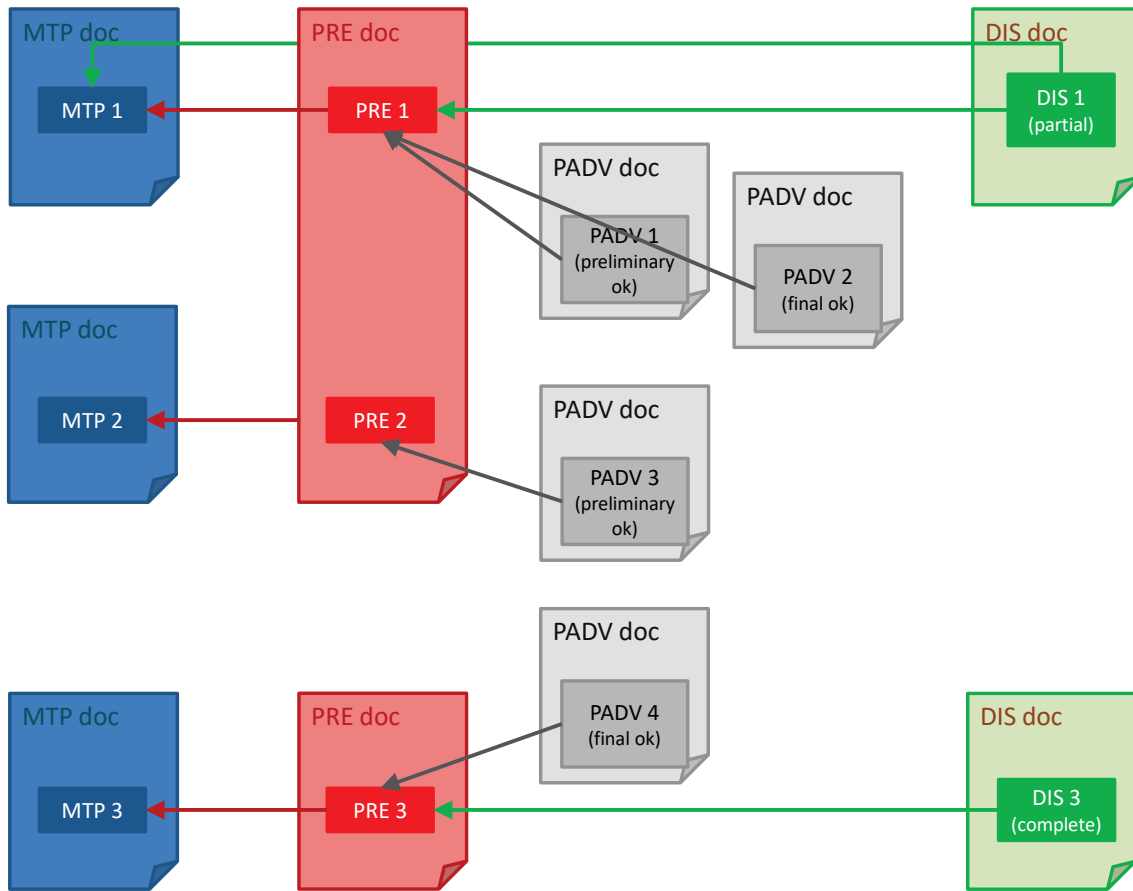 MTP doc
PRE doc
DIS doc
MTP 1
PRE 1
DIS 1
(partial)
PADV doc
PADV 1
(preliminary
ok)
PADV doc
PADV 2
(final ok)
MTP doc
MTP 2
PRE 2
PADV doc
PADV 3
(preliminary
ok)
PADV doc
PADV 4
(final ok)
MTP doc
PRE doc
DIS doc
MTP 3
PRE 3
DIS 3
(complete)